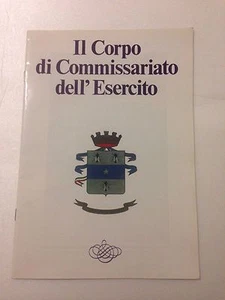 Il Corpo
di Commissariato
dell'Esercito